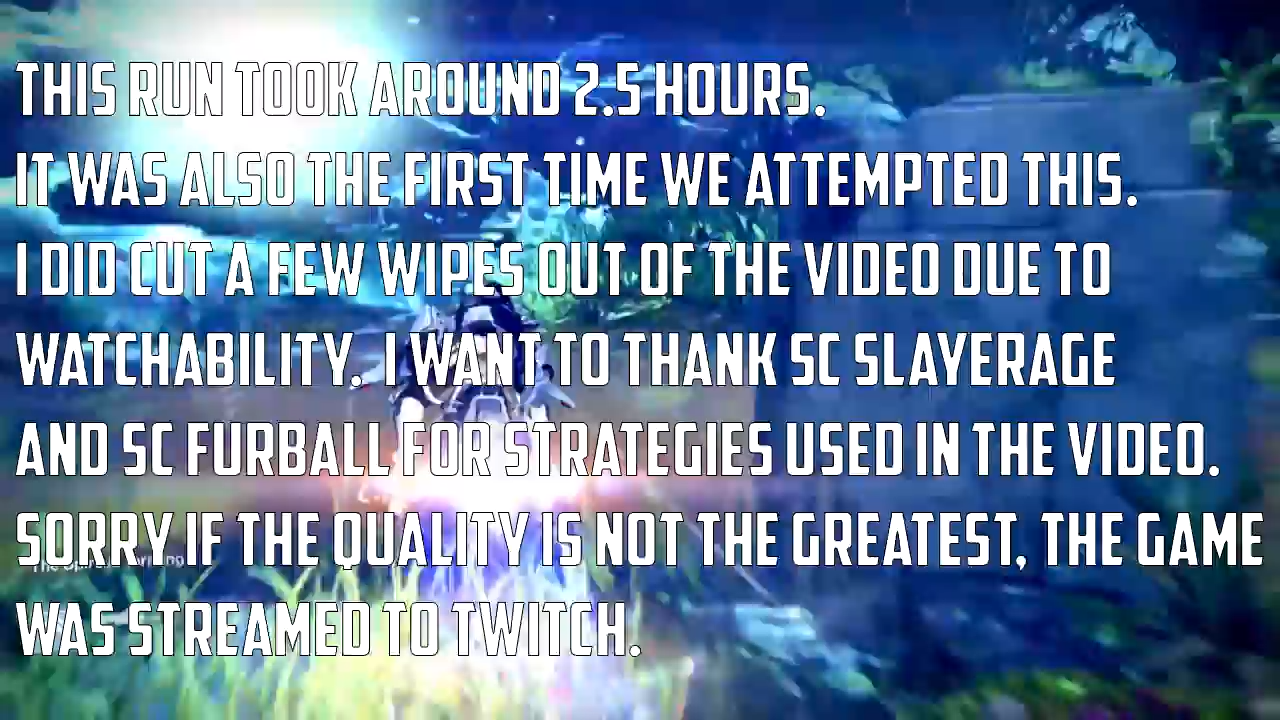 THIS RUN TOOK AROUND 2.5 HOURS.
IT WAS ALSO THE FIRST TIME WE ATTEMPTED THIS.
I DID CUT A FEW WIPES OUT OF THE VIDEO DUE TO
WATCHABILITY. I WANT TO THANK SC SLAYERAGE
AND SC FURBALL FOR STRATEGIES USED IN THE VIDEO.
SORRY IF THE QUALITY IS NOT THE GREATEST, THE GAME
WAS STREAMED TO TWITCH.